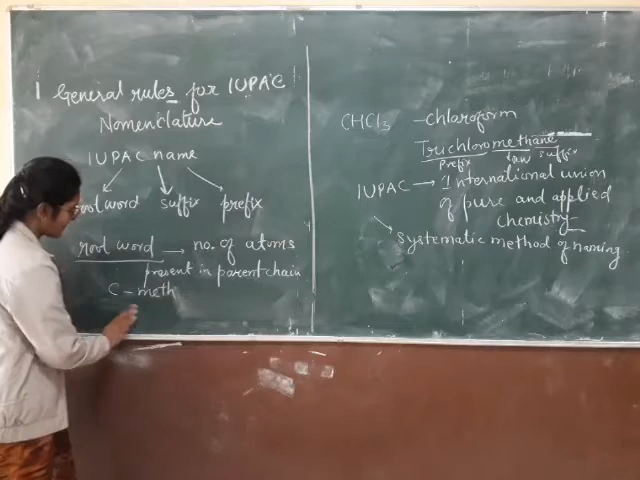 General rules for IUPAC
Nomenclature
IUPAC name
root word suffix prefix
root word → no. of atoms
present in parent chain
C - meth
CHCl3 - chloroform
Trichloromethane
Prefix suffix
IUPAC → International union
of pure and applied
chemistry
→ systematic method of naming